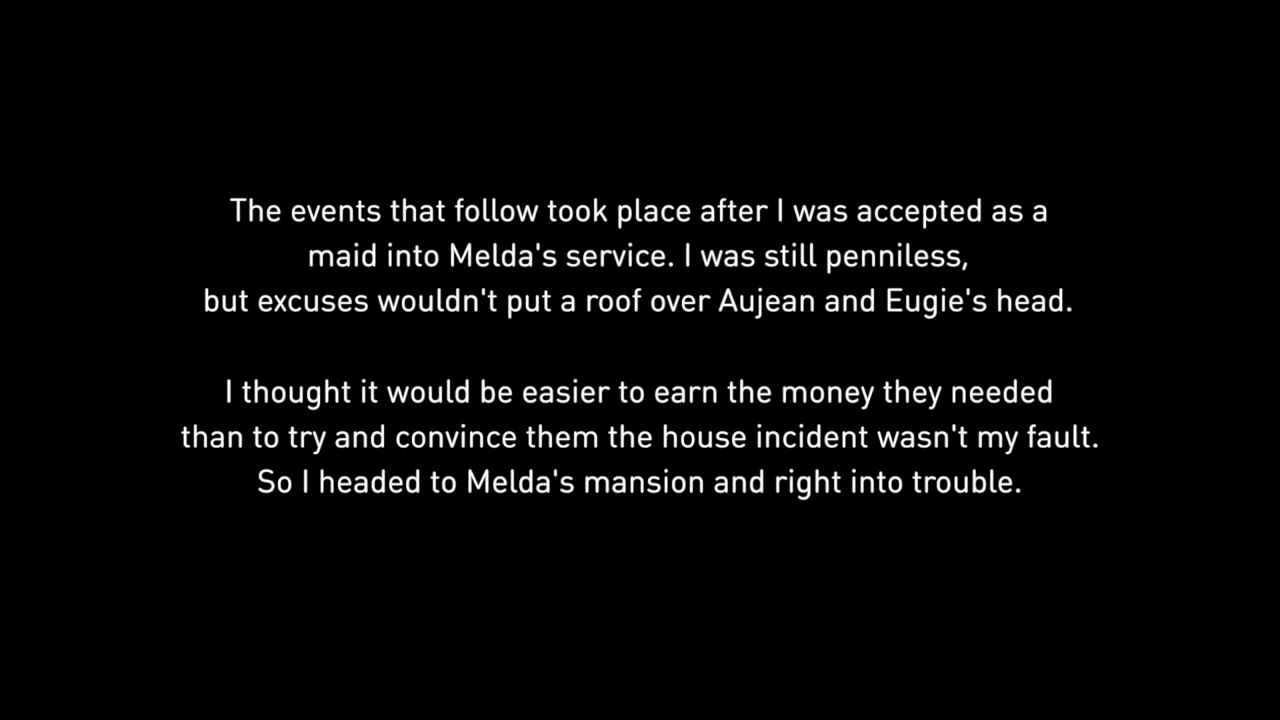 The events that follow took place after I was accepted as a
maid into Melda's service. I was still penniless,
but excuses wouldn't put a roof over Aujean and Eugie's head.
I thought it would be easier to earn the money they needed
than to try and convince them the house incident wasn't my fault.
So I headed to Melda's mansion and right into trouble.